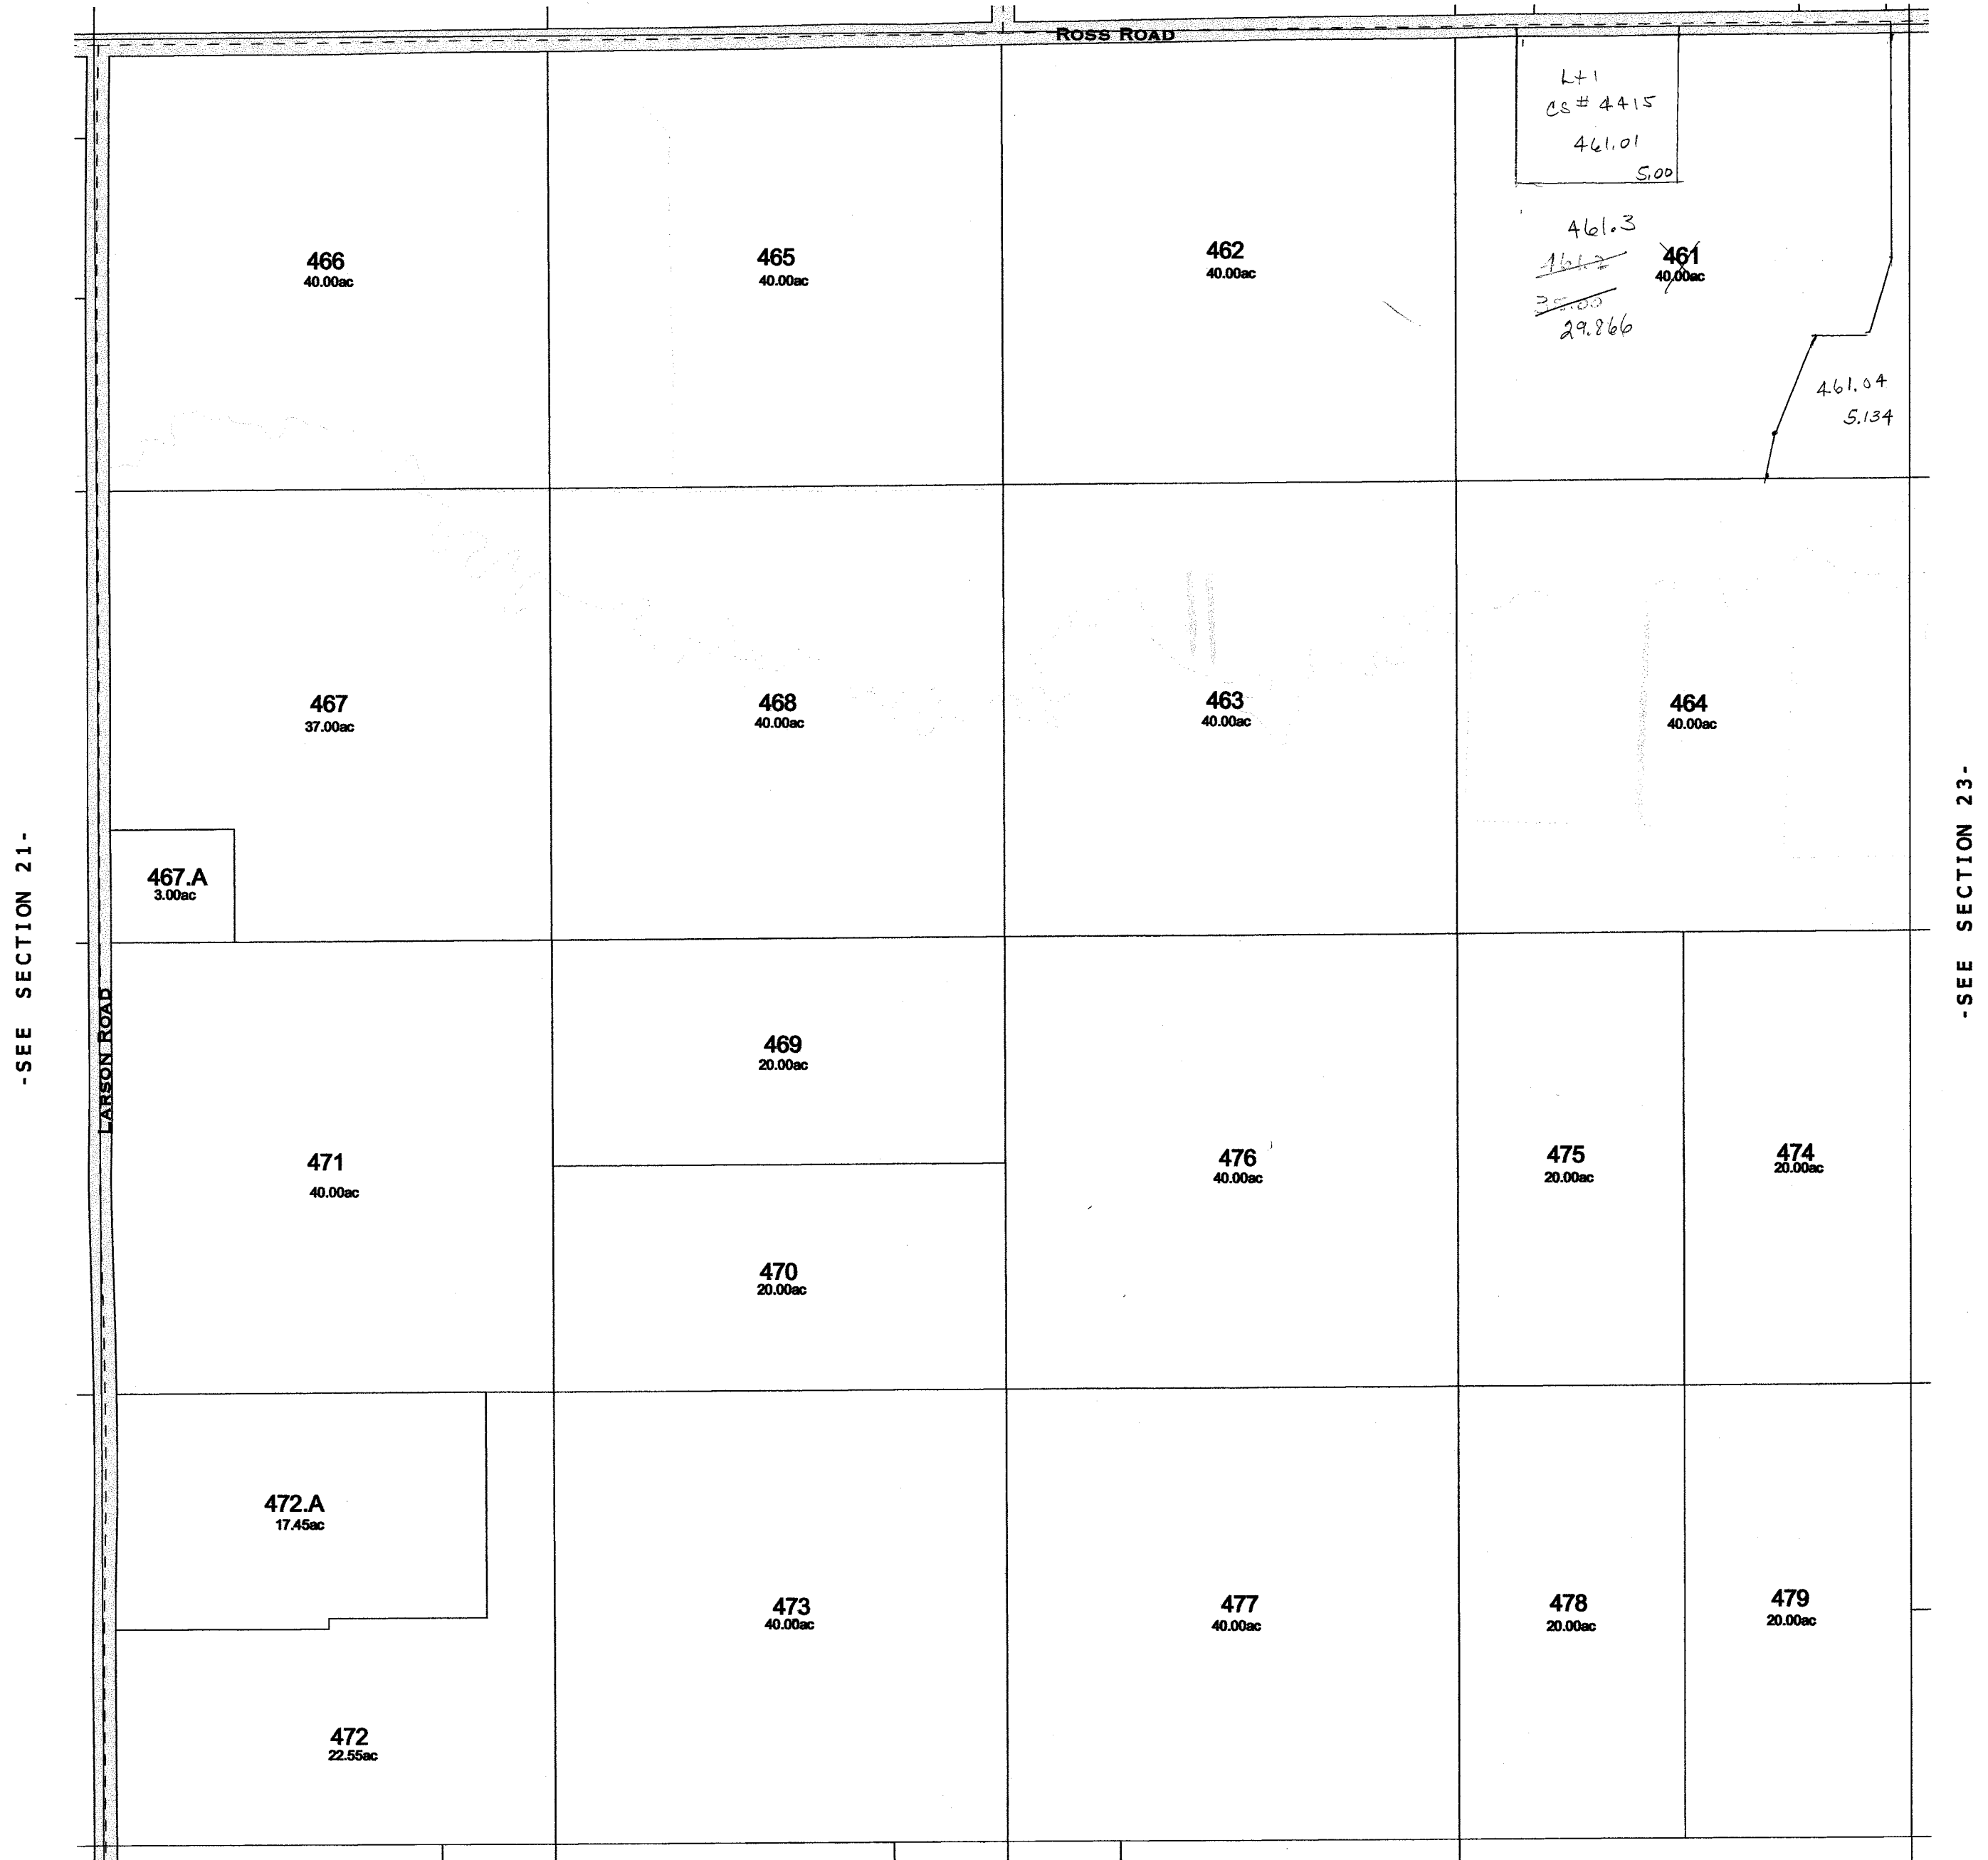 ROSS ROAD
Lt 1
CS # 4415
461.01
5.00
466
40.00ac
465
40.00ac
462
40.00ac
461.3
461.2
35.00
29.866
461
40.00ac
461.04
5.134
467
37.00ac
468
40.00ac
463
40.00ac
464
40.00ac
467.A
3.00ac
-SEE SECTION 21-
-SEE SECTION 23-
LARSON ROAD
469
20.00ac
471
40.00ac
476
40.00ac
475
20.00ac
474
20.00ac
470
20.00ac
472.A
17.45ac
473
40.00ac
477
40.00ac
478
20.00ac
479
20.00ac
472
22.55ac